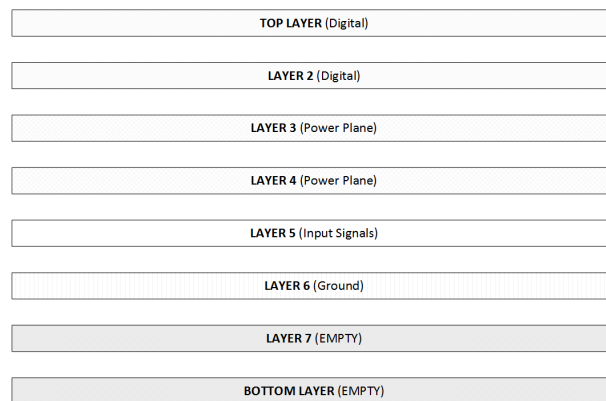 TOP LAYER (Digital)
LAYER 2 (Digital)
LAYER 3 (Power Plane)
LAYER 4 (Power Plane)
LAYER 5 (Input Signals)
LAYER 6 (Ground)
LAYER 7 (EMPTY)
BOTTOM LAYER (EMPTY)